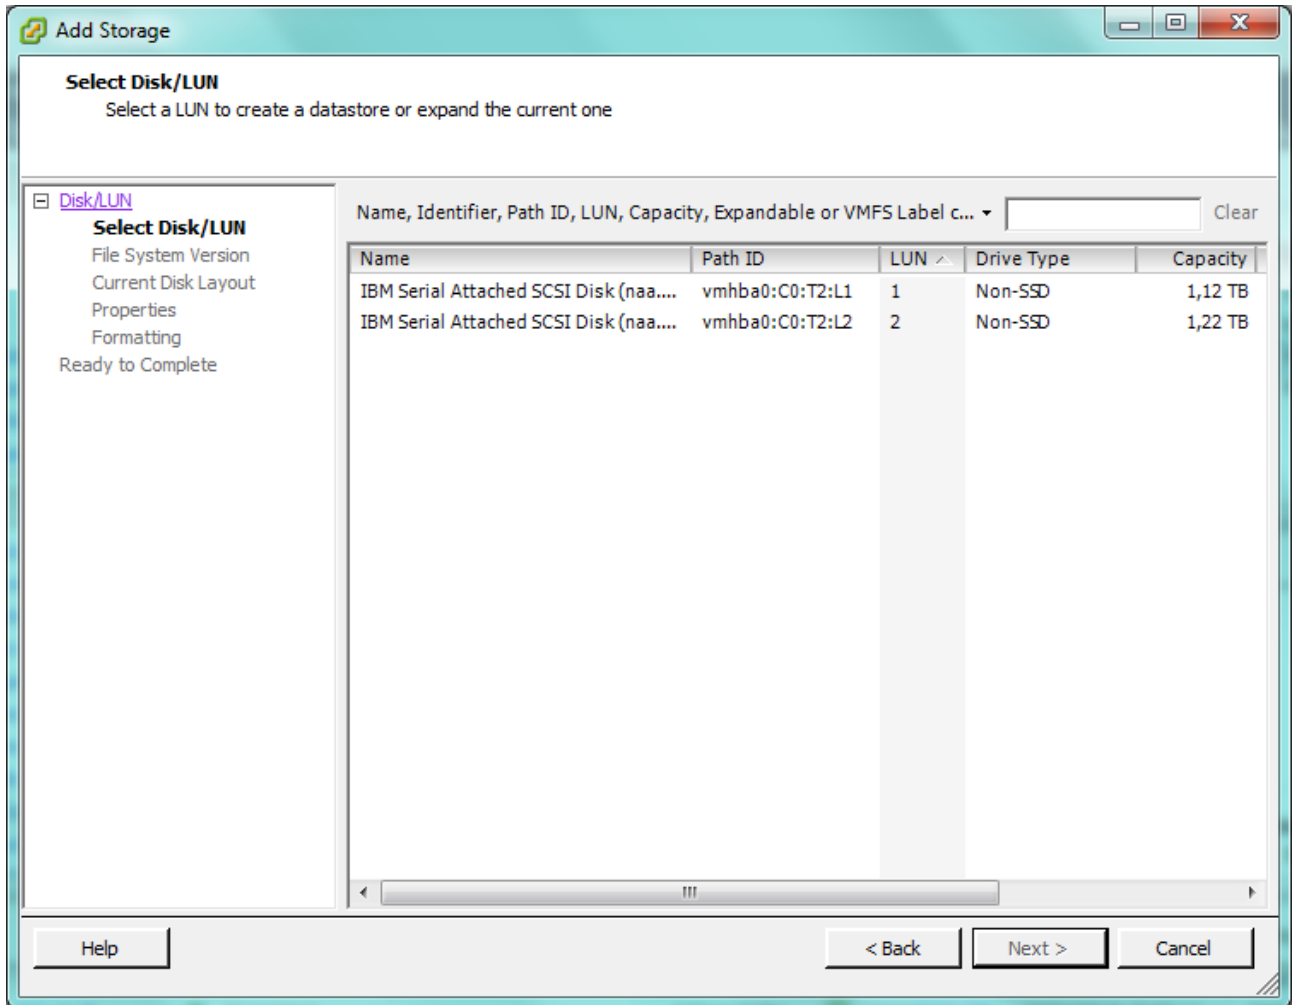 Add Storage
Select Disk/LUN
Select a LUN to create a datastore or expand the current one
Disk/LUN
Select Disk/LUN
File System Version
Current Disk Layout
Properties
Formatting
Ready to Complete
Name, Identifier, Path ID, LUN, Capacity, Expandable or VMFS Label c... Clear
Name Path ID LUN Drive Type Capacity
IBM Serial Attached SCSI Disk (naa.... vmhba0:C0:T2:L1 1 Non-SSD 1,12 TB
IBM Serial Attached SCSI Disk (naa.... vmhba0:C0:T2:L2 2 Non-SSD 1,22 TB
Help < Back Next > Cancel